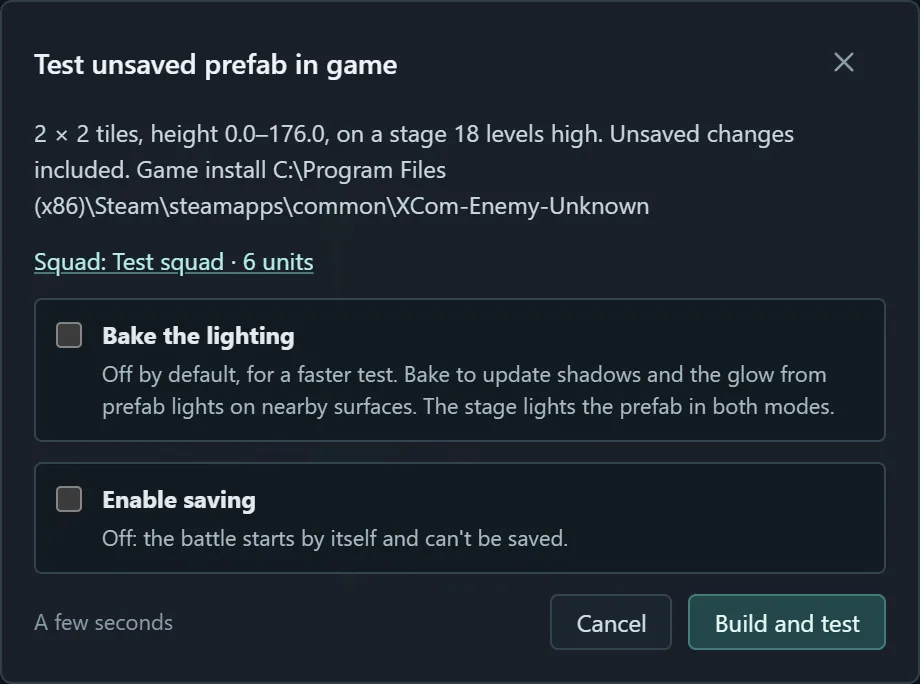 Test unsaved prefab in game
2 × 2 tiles, height 0.0–176.0, on a stage 18 levels high. Unsaved changes
included. Game install C:\Program Files
(x86)\Steam\steamapps\common\XCom-Enemy-Unknown
Squad: Test squad · 6 units
Bake the lighting
Off by default, for a faster test. Bake to update shadows and the glow from
prefab lights on nearby surfaces. The stage lights the prefab in both modes.
Enable saving
Off: the battle starts by itself and can't be saved.
A few seconds
Cancel
Build and test